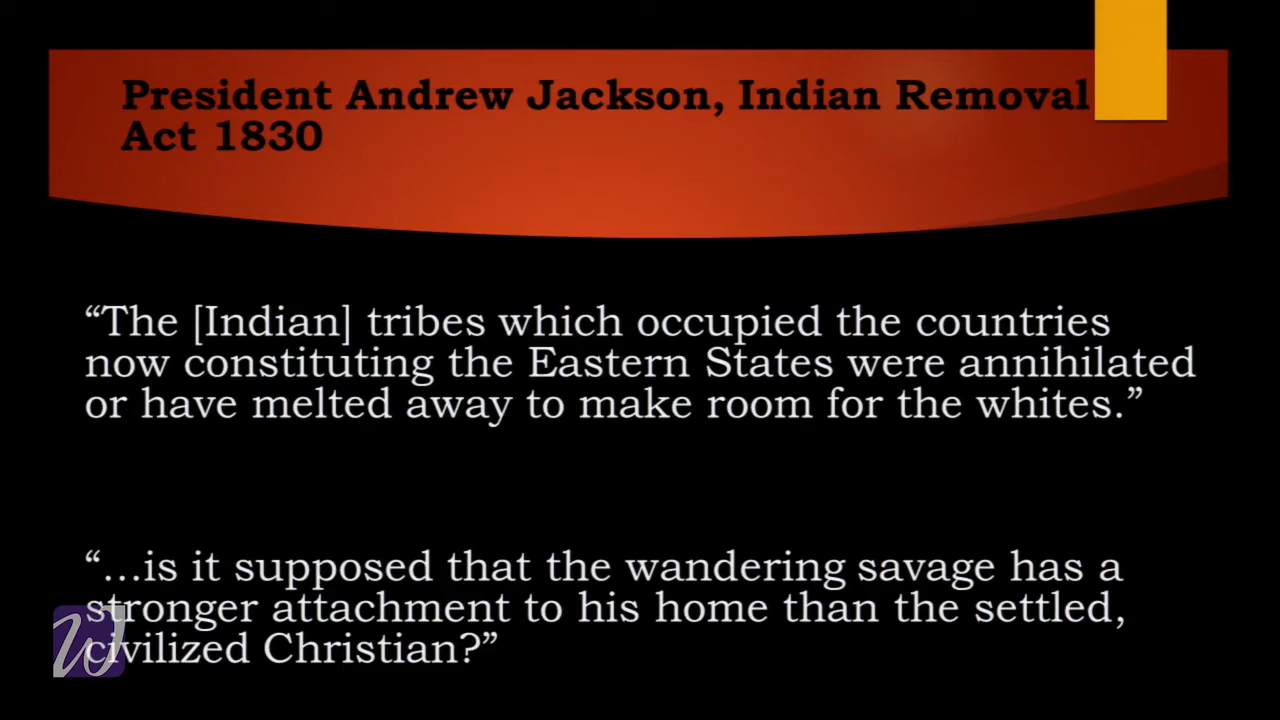 President Andrew Jackson, Indian Removal
Act 1830
“The [Indian] tribes which occupied the countries
now constituting the Eastern States were annihilated
or have melted away to make room for the whites.”
“...is it supposed that the wandering savage has a
stronger attachment to his home than the settled,
civilized Christian?”
W